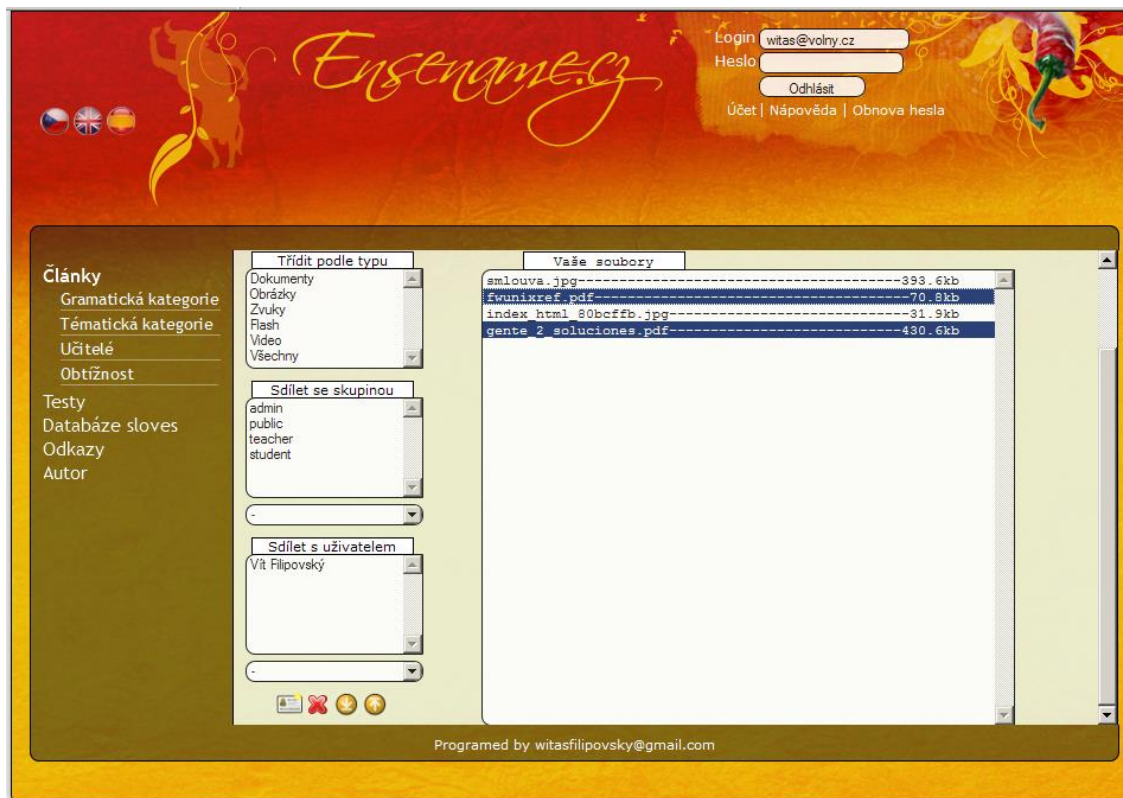 Ensename.cz
Login witas@volny.cz
Heslo
Odhlásit
Účet | Nápověda | Obnova hesla
Články
Gramatická kategorie
Tématická kategorie
Učitelé
Obtížnost
Testy
Databáze sloves
Odkazy
Autor
Třídit podle typu
Dokumenty
Obrázky
Zvuky
Flash
Video
Všechny
Sdílet se skupinou
admin
public
teacher
student
-
Sdílet s uživatelem
Vít Filipovský
-
Vaše soubory
smlouva.jpg----------------------------------393.6kb
fwunixref.pdf---------------------------------70.8kb
index_html_80bcffb.jpg------------------------31.9kb
gente_2_soluciones.pdf-----------------------430.6kb
Programed by witasfilipovsky@gmail.com